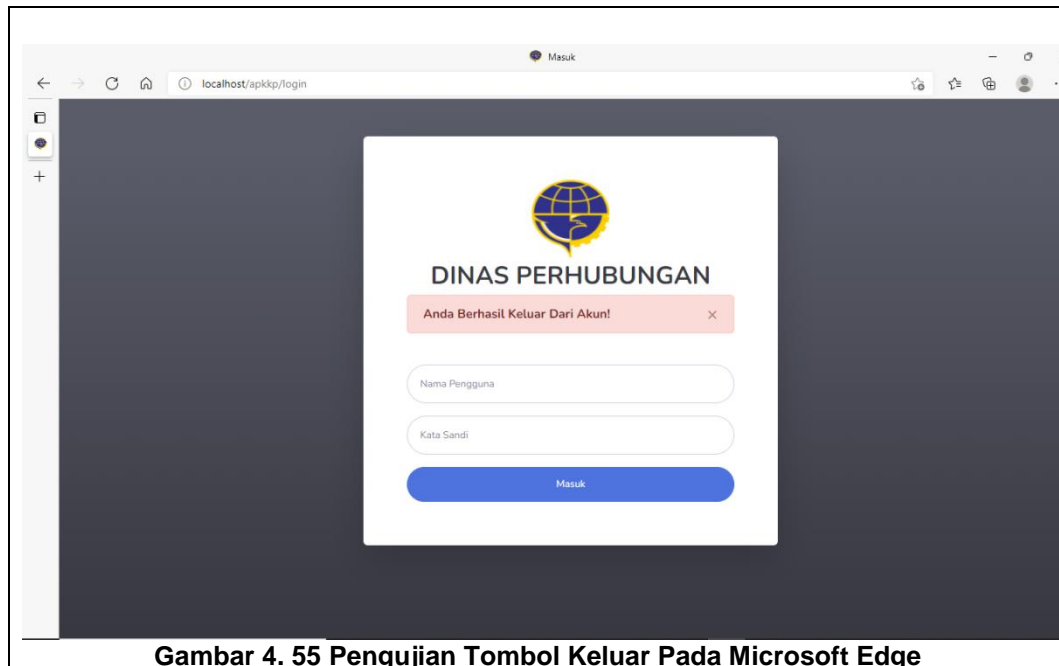 Masuk
localhost/apkkp/login
DINAS PERHUBUNGAN
Anda Berhasil Keluar Dari Akun!
Nama Pengguna
Kata Sandi
Masuk
Gambar 4. 55 Pengujian Tombol Keluar Pada Microsoft Edge